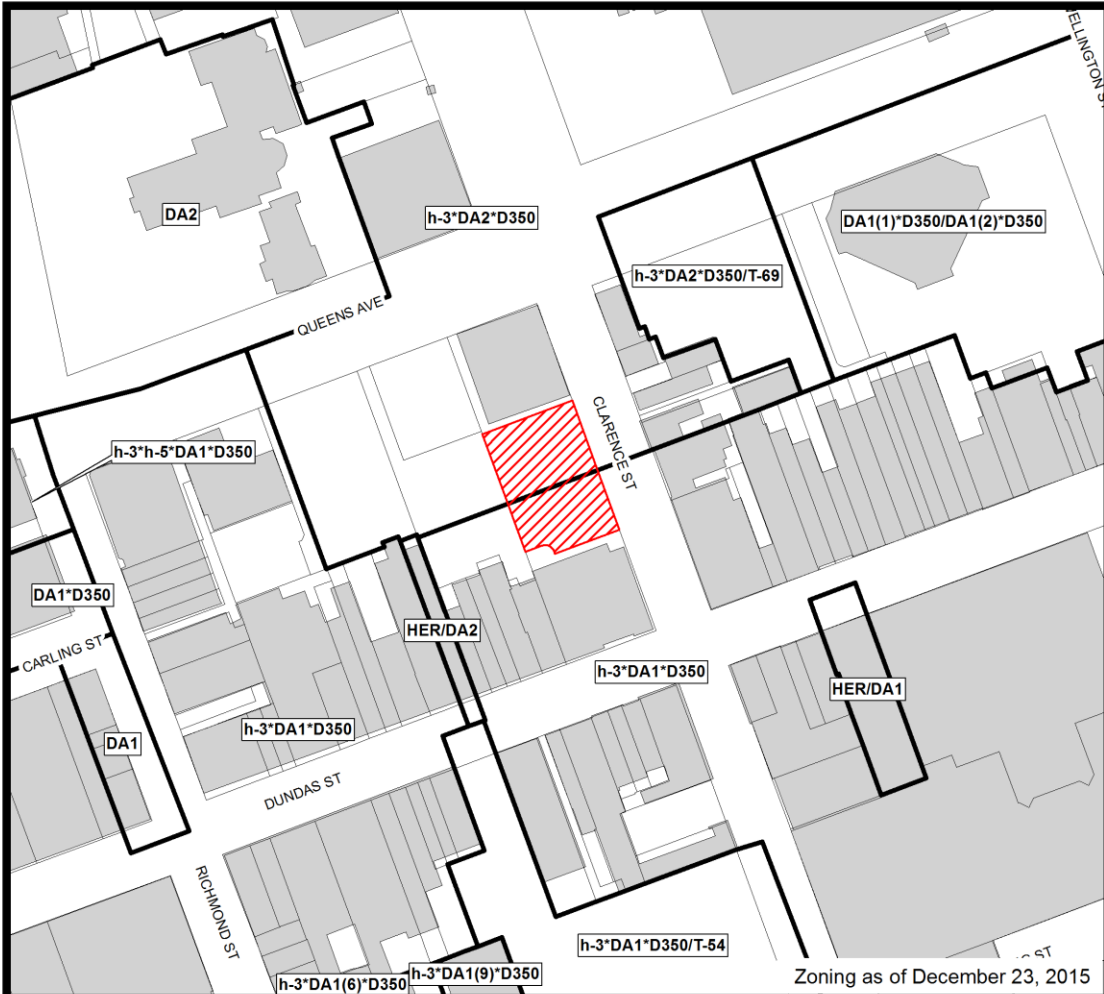 WELLINGTON ST
DA2
h-3*DA2*D350
DA1(1)*D350/DA1(2)*D350
h-3*DA2*D350/T-69
QUEENS AVE
CLARENCE ST
h-3*h-5*DA1*D350
DA1*D350
HER/DA2
CARLING ST
h-3*DA1*D350
HER/DA1
h-3*DA1*D350
DA1
DUNDAS ST
RICHMOND ST
h-3*DA1*D350/T-54
h-3*DA1(9)*D350
h-3*DA1(6)*D350
ST
Zoning as of December 23, 2015